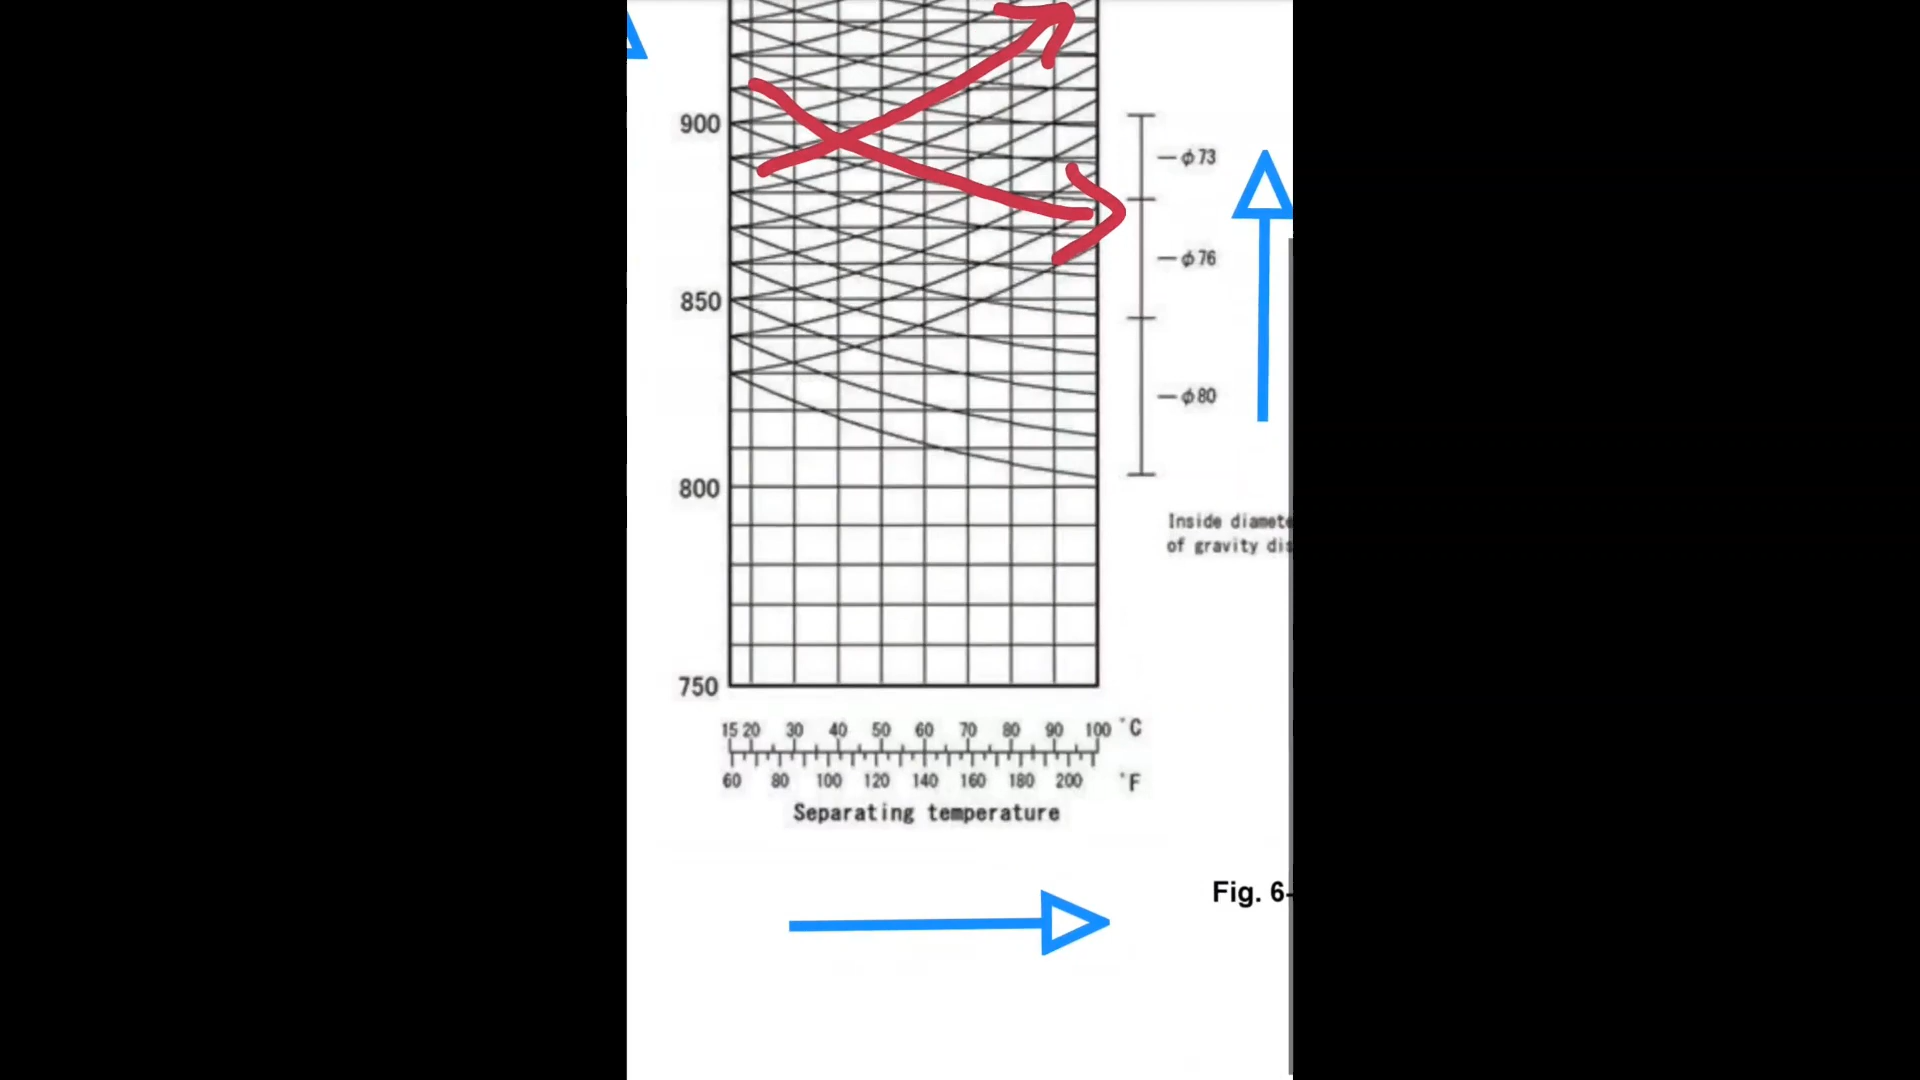 900
—φ73
—φ76
850
—φ80
800
Inside diamete
of gravity dis
750
15 20 30 40 50 60 70 80 90 100 °C
60 80 100 120 140 160 180 200 °F
Separating temperature
Fig. 6-